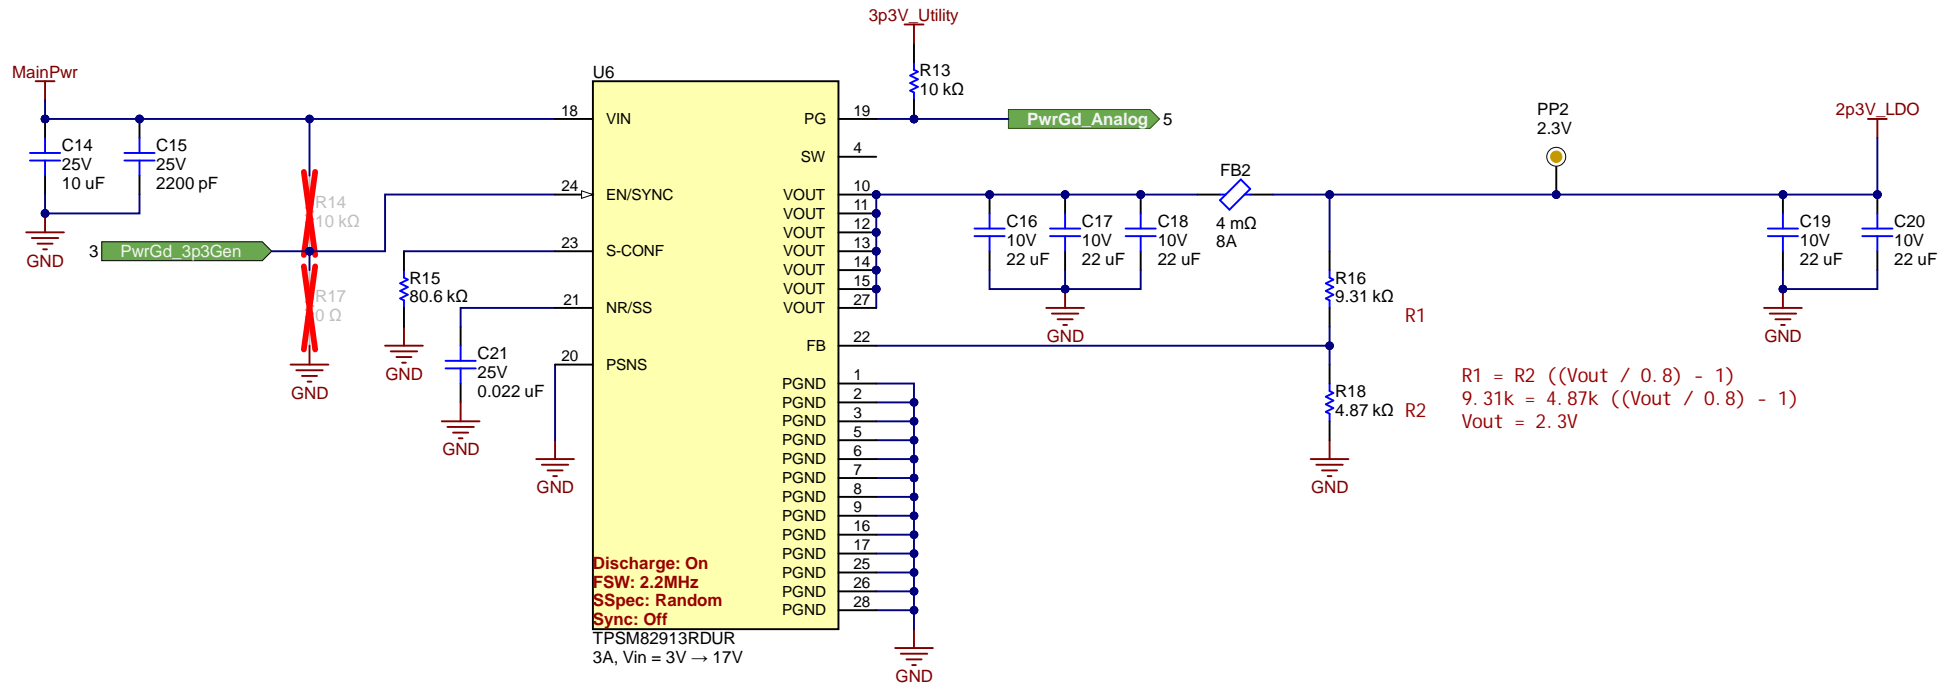 3p3V_Utility
MainPwr
U6
R13
10 kΩ
18
VIN
PG
19
PwrGd_Analog
5
PP2
2.3V
2p3V_LDO
C14
25V
10 uF
C15
25V
2200 pF
SW
4
R14
10 kΩ
24
EN/SYNC
VOUT
10
VOUT
11
VOUT
12
VOUT
13
VOUT
14
VOUT
15
VOUT
27
FB2
4 mΩ
8A
C16
10V
22 uF
C17
10V
22 uF
C18
10V
22 uF
C19
10V
22 uF
C20
10V
22 uF
GND
3
PwrGd_3p3Gen
23
S-CONF
R15
80.6 kΩ
R17
0 Ω
21
NR/SS
GND
GND
R16
9.31 kΩ
R1
FB
22
C21
25V
0.022 uF
20
PSNS
GND
GND
GND
GND
PGND
1
PGND
2
PGND
3
PGND
5
PGND
6
PGND
7
PGND
8
PGND
9
PGND
16
PGND
17
PGND
25
PGND
26
PGND
28
R18
4.87 kΩ
R2
R1 = R2 ((Vout / 0.8) - 1)
9.31k = 4.87k ((Vout / 0.8) - 1)
Vout = 2.3V
GND
Discharge: On
FSW: 2.2MHz
SSpec: Random
Sync: Off
TPSM82913RDUR
3A, Vin = 3V → 17V
GND